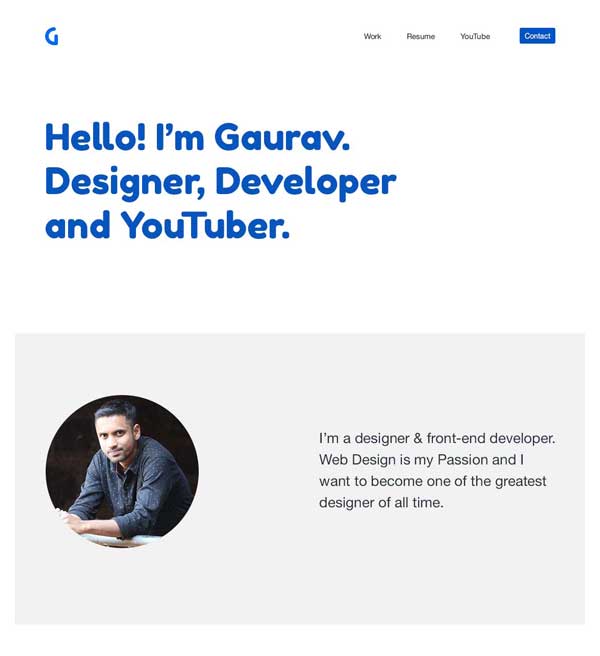 G
Work Resume YouTube Contact
Hello! I’m Gaurav.
Designer, Developer
and YouTuber.
I’m a designer & front-end developer.
Web Design is my Passion and I
want to become one of the greatest
designer of all time.